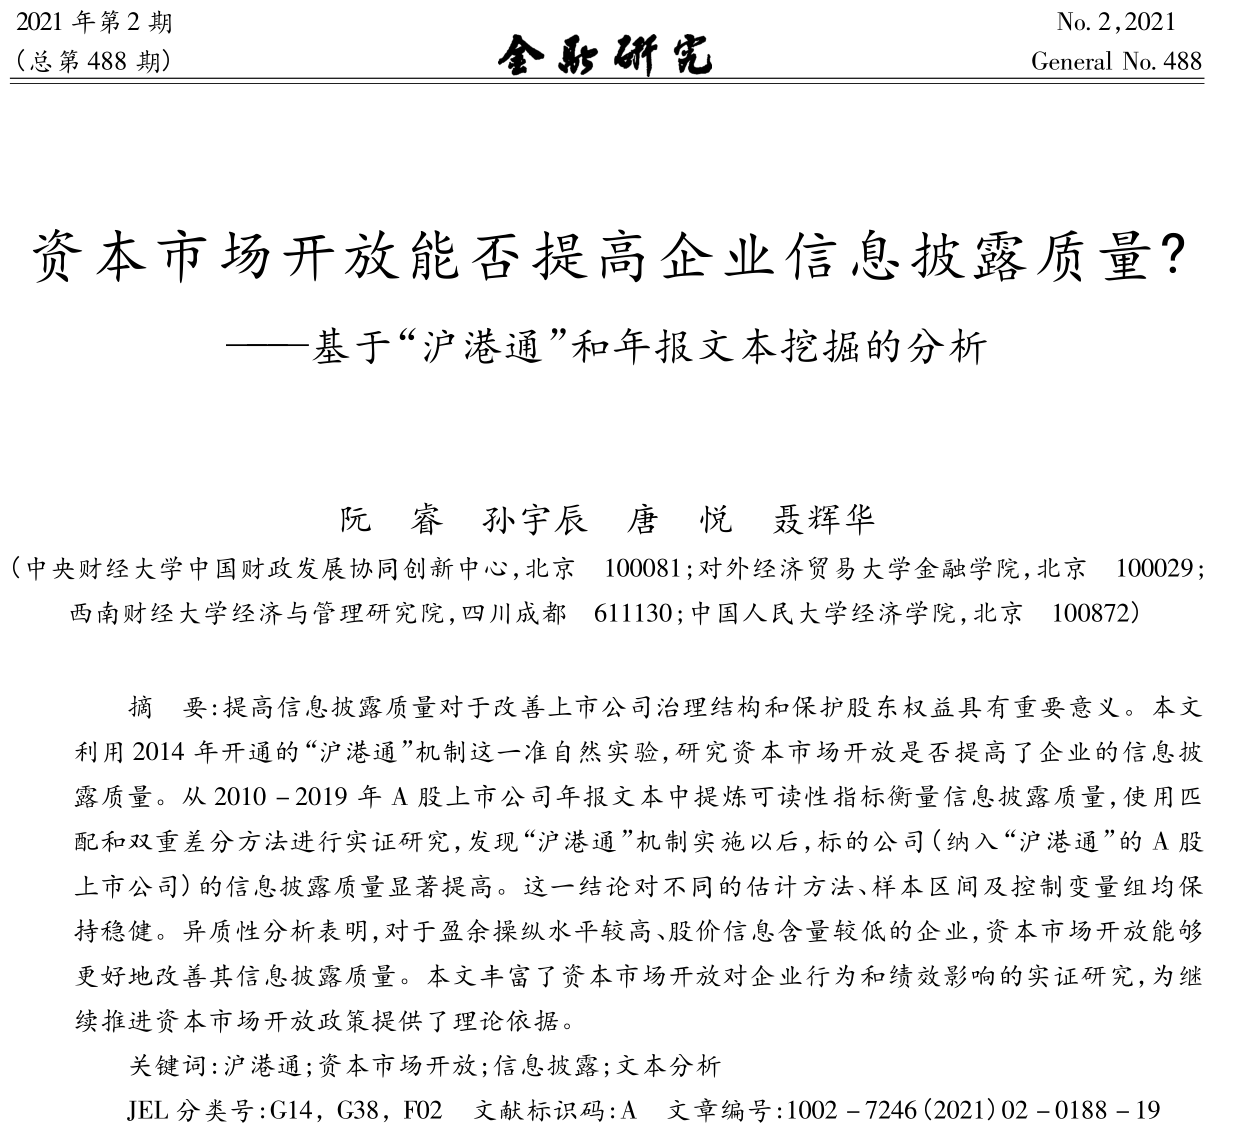 2021 年第 2 期
No. 2,2021
金融研究
(总第 488 期)
General No. 488
资本市场开放能否提高企业信息披露质量?
——基于“沪港通”和年报文本挖掘的分析
阮 睿 孙宇辰 唐 悦 聂辉华
(中央财经大学中国财政发展协同创新中心,北京 100081;对外经济贸易大学金融学院,北京 100029;
西南财经大学经济与管理研究院,四川成都 611130;中国人民大学经济学院,北京 100872)
摘 要:提高信息披露质量对于改善上市公司治理结构和保护股东权益具有重要意义。本文
利用 2014 年开通的“沪港通”机制这一准自然实验,研究资本市场开放是否提高了企业的信息披
露质量。从 2010 – 2019 年 A 股上市公司年报文本中提炼可读性指标衡量信息披露质量,使用匹
配和双重差分方法进行实证研究,发现“沪港通”机制实施以后,标的公司(纳入“沪港通”的 A 股
上市公司)的信息披露质量显著提高。这一结论对不同的估计方法、样本区间及控制变量组均保
持稳健。异质性分析表明,对于盈余操纵水平较高、股价信息含量较低的企业,资本市场开放能够
更好地改善其信息披露质量。本文丰富了资本市场开放对企业行为和绩效影响的实证研究,为继
续推进资本市场开放政策提供了理论依据。
关键词:沪港通;资本市场开放;信息披露;文本分析
JEL 分类号:G14, G38, F02 文献标识码:A 文章编号:1002 – 7246(2021)02 – 0188 – 19